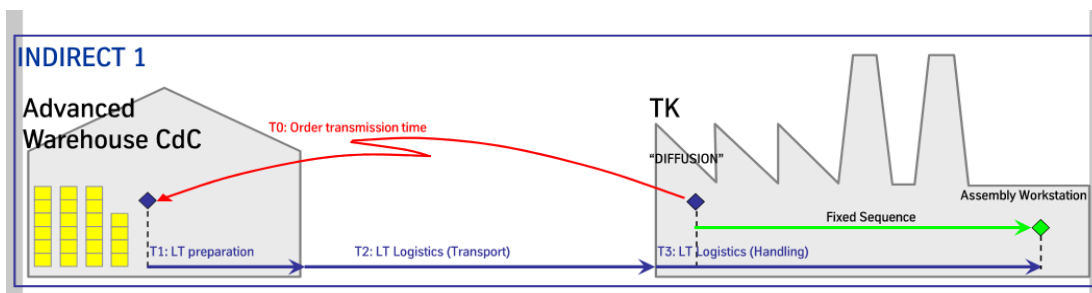 INDIRECT 1
Advanced
Warehouse CdC
TK
T0: Order transmission time
"DIFFUSION"
Assembly Workstation
Fixed Sequence
T1: LT preparation
T2: LT Logistics (Transport)
T3: LT Logistics (Handling)